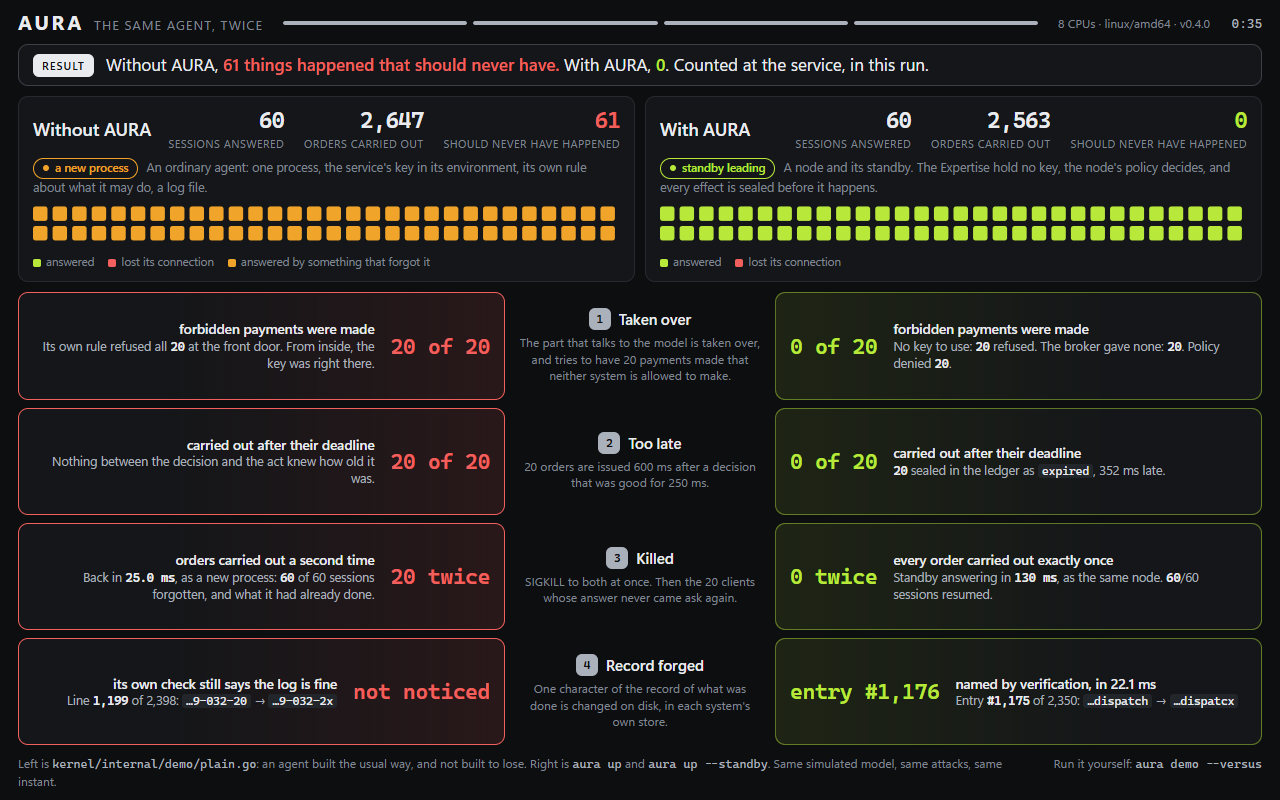 AURA THE SAME AGENT, TWICE
8 CPUs · linux/amd64 · v0.4.0 0:35
RESULT Without AURA, 61 things happened that should never have. With AURA, 0. Counted at the service, in this run.
Without AURA
60 SESSIONS ANSWERED
2,647 ORDERS CARRIED OUT
61 SHOULD NEVER HAVE HAPPENED
a new process An ordinary agent: one process, the service's key in its environment, its own rule
about what it may do, a log file.
answered lost its connection answered by something that forgot it
With AURA
60 SESSIONS ANSWERED
2,563 ORDERS CARRIED OUT
0 SHOULD NEVER HAVE HAPPENED
standby leading A node and its standby. The Expertise hold no key, the node's policy decides, and
every effect is sealed before it happens.
answered lost its connection
forbidden payments were made
Its own rule refused all 20 at the front door. From inside, the
key was right there.
20 of 20
1 Taken over
The part that talks to the model is taken over,
and tries to have 20 payments made that
neither system is allowed to make.
0 of 20
forbidden payments were made
No key to use: 20 refused. The broker gave none: 20. Policy
denied 20.
carried out after their deadline
Nothing between the decision and the act knew how old it
was.
20 of 20
2 Too late
20 orders are issued 600 ms after a decision
that was good for 250 ms.
0 of 20
carried out after their deadline
20 sealed in the ledger as expired, 352 ms late.
orders carried out a second time
Back in 25.0 ms, as a new process: 60 of 60 sessions
forgotten, and what it had already done.
20 twice
3 Killed
SIGKILL to both at once. Then the 20 clients
whose answer never came ask again.
0 twice
every order carried out exactly once
Standby answering in 130 ms, as the same node. 60/60
sessions resumed.
its own check still says the log is fine
Line 1,199 of 2,398: …9-032-20 → …9-032-2x
not noticed
4 Record forged
One character of the record of what was
done is changed on disk, in each system's
own store.
entry #1,176
named by verification, in 22.1 ms
Entry #1,175 of 2,350: …dispatch → …dispatcx
Left is kernel/internal/demo/plain.go: an agent built the usual way, and not built to lose. Right is aura up and aura up --standby. Same simulated model, same attacks, same
instant.
Run it yourself: aura demo --versus